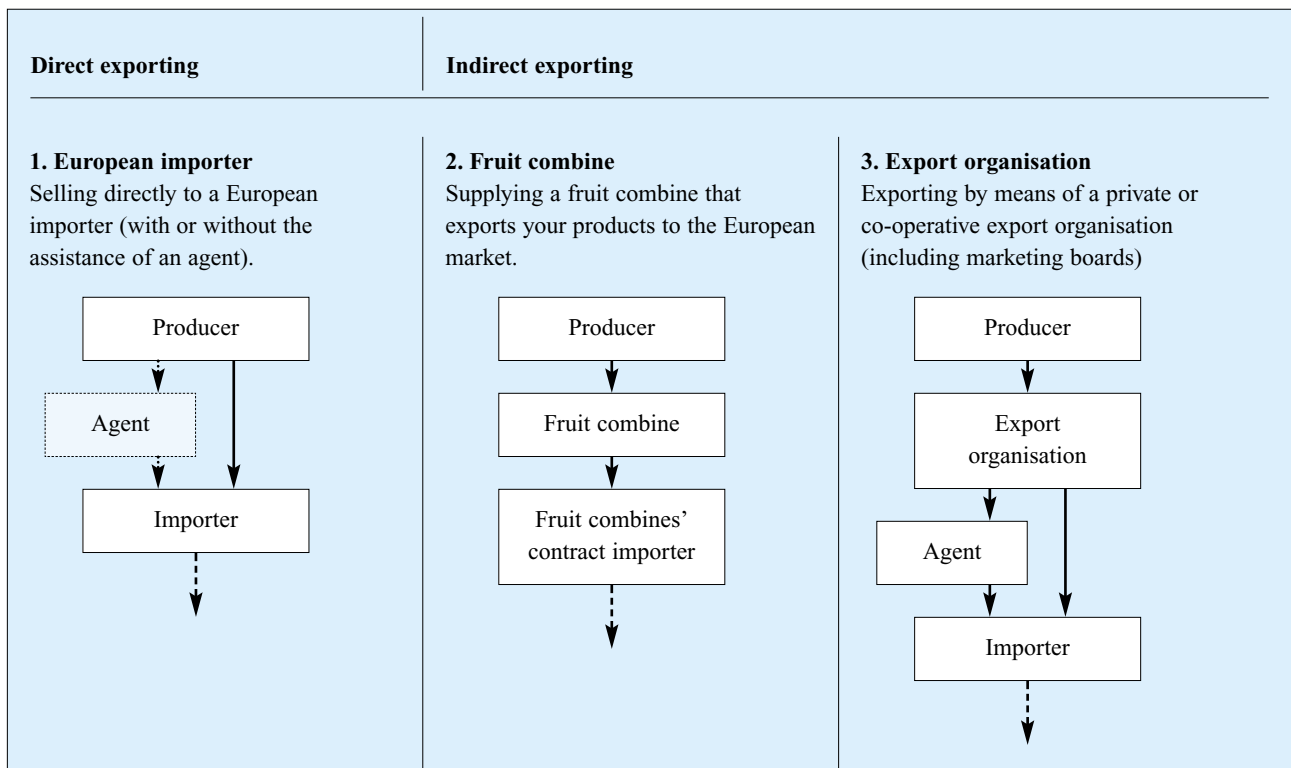 Direct exporting
Indirect exporting
1. European importer
Selling directly to a European
importer (with or without the
assistance of an agent).
Producer
Agent
Importer
2. Fruit combine
Supplying a fruit combine that
exports your products to the European
market.
Producer
Fruit combine
Fruit combines’
contract importer
3. Export organisation
Exporting by means of a private or
co-operative export organisation
(including marketing boards)
Producer
Export
organisation
Agent
Importer